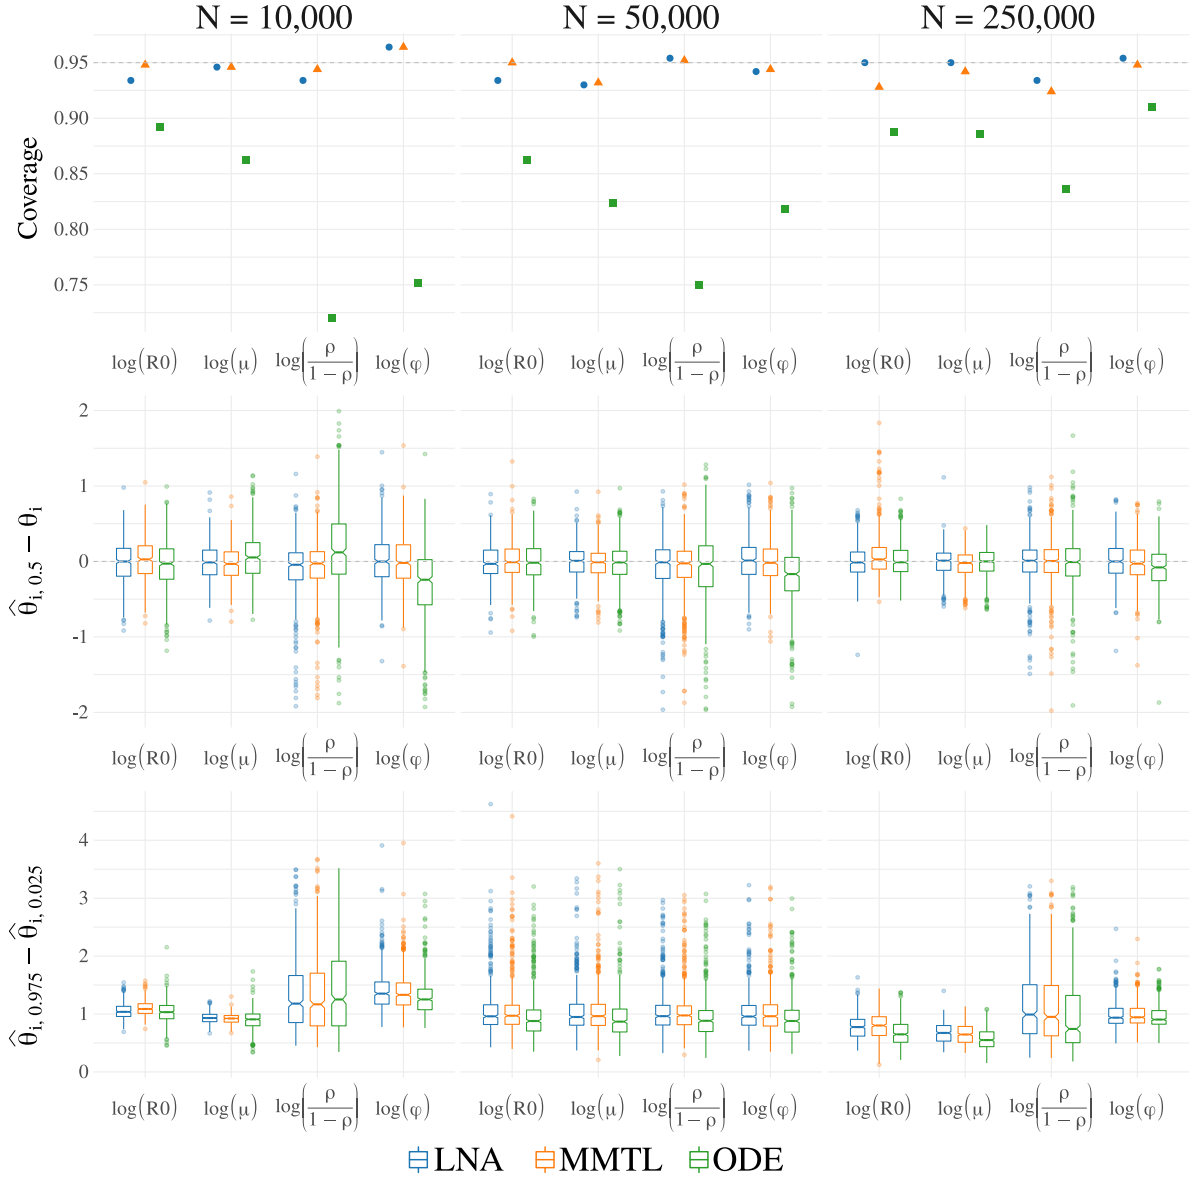 N = 10,000 N = 50,000 N = 250,000
Coverage
0.95
0.90
0.85
0.80
0.75
log(R0) log(μ) log(ρ/(1 − ρ)) log(φ) log(R0) log(μ) log(ρ/(1 − ρ)) log(φ) log(R0) log(μ) log(ρ/(1 − ρ)) log(φ)
θ̂i, 0.5 − θi
2
1
0
-1
-2
log(R0) log(μ) log(ρ/(1 − ρ)) log(φ) log(R0) log(μ) log(ρ/(1 − ρ)) log(φ) log(R0) log(μ) log(ρ/(1 − ρ)) log(φ)
θ̂i, 0.975 − θ̂i, 0.025
4
3
2
1
0
log(R0) log(μ) log(ρ/(1 − ρ)) log(φ) log(R0) log(μ) log(ρ/(1 − ρ)) log(φ) log(R0) log(μ) log(ρ/(1 − ρ)) log(φ)
LNA MMTL ODE